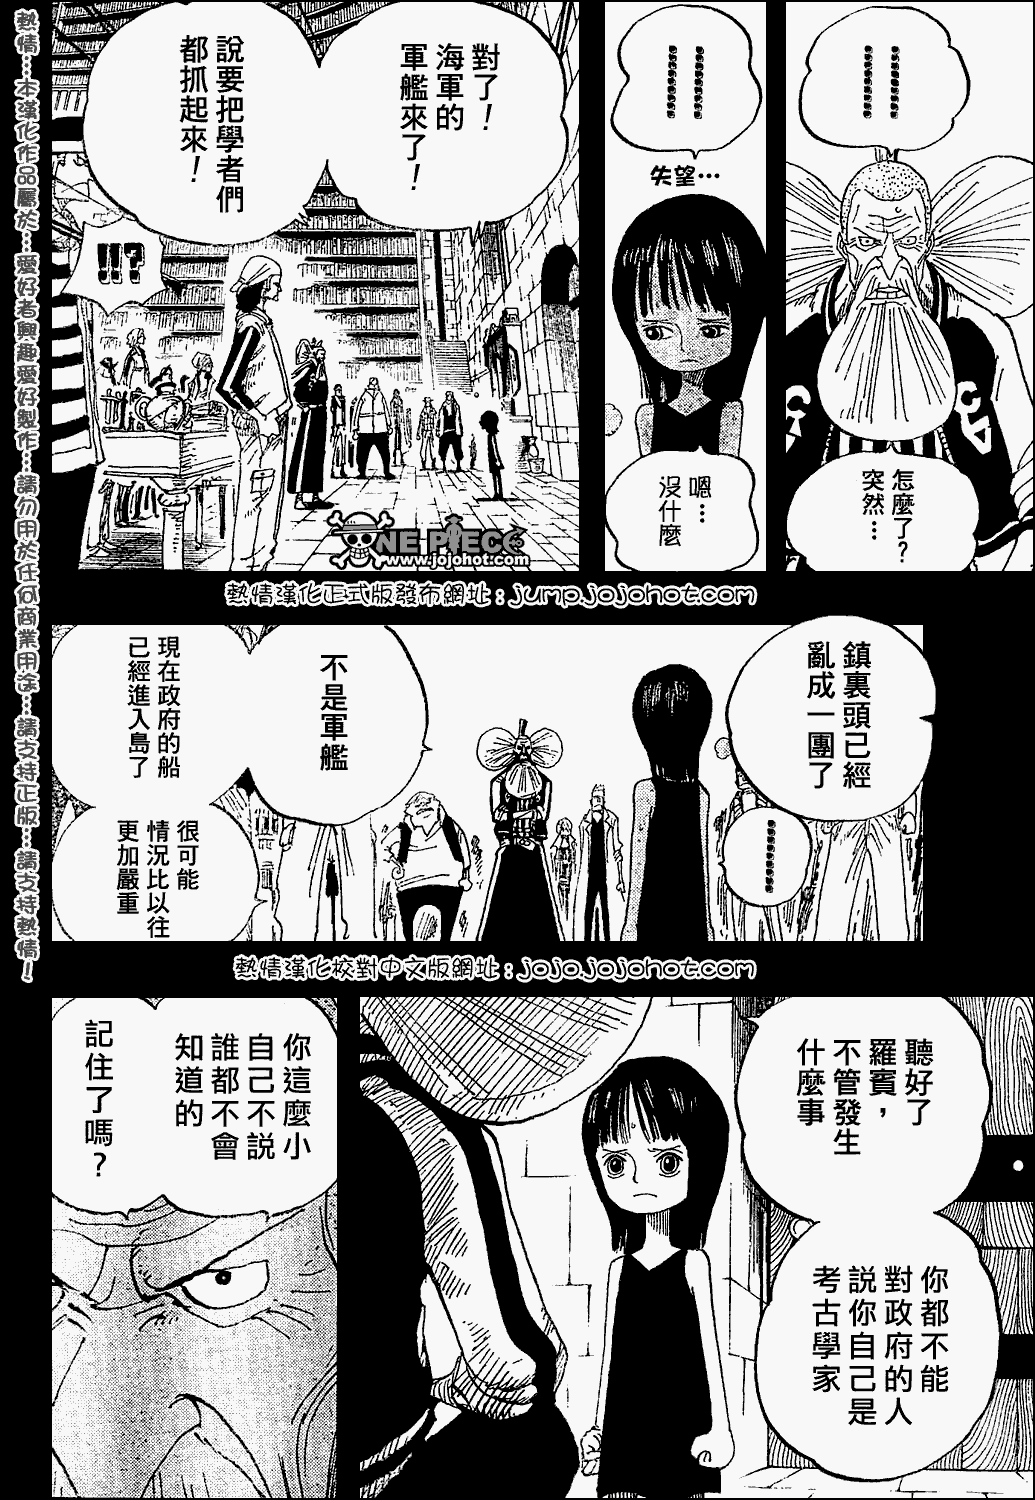 ………
怎麼了?
突然…
………
失望…
嗯…
沒什麼
對了!
海軍的
軍艦來了!
說要把學者們
都抓起來!
!!?
ONE PIECE
www.jojohot.com
熱情漢化正式版發布網址:jump.jojohot.com
鎮裏頭已經
亂成一團了
………
不是軍艦
現在政府的船
已經進入島了
很可能
情況比以往
更加嚴重
熱情漢化校對中文版網址:jojo.jojohot.com
聽好了
羅賓,
不管發生
什麼事
你都不能
對政府的人
說你自己是
考古學家
你這麼小
自己不說
誰都不會
知道的
記住了嗎?
熱情…本漢化作品屬於…愛好者興趣愛好製作…請勿用於任何商業用途…請支持正版…請支持熱情!